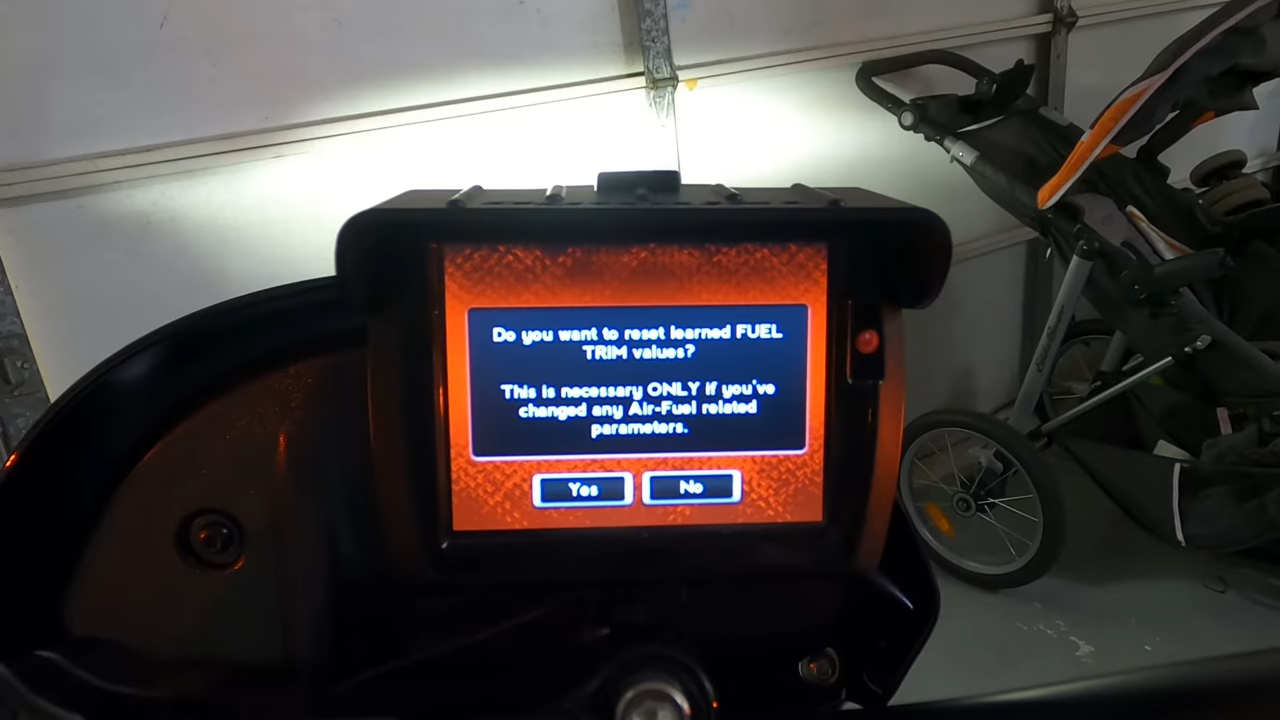 Do you want to reset learned FUEL
TRIM values?
This is necessary ONLY if you've
changed any Air-Fuel related
parameters.
Yes
No